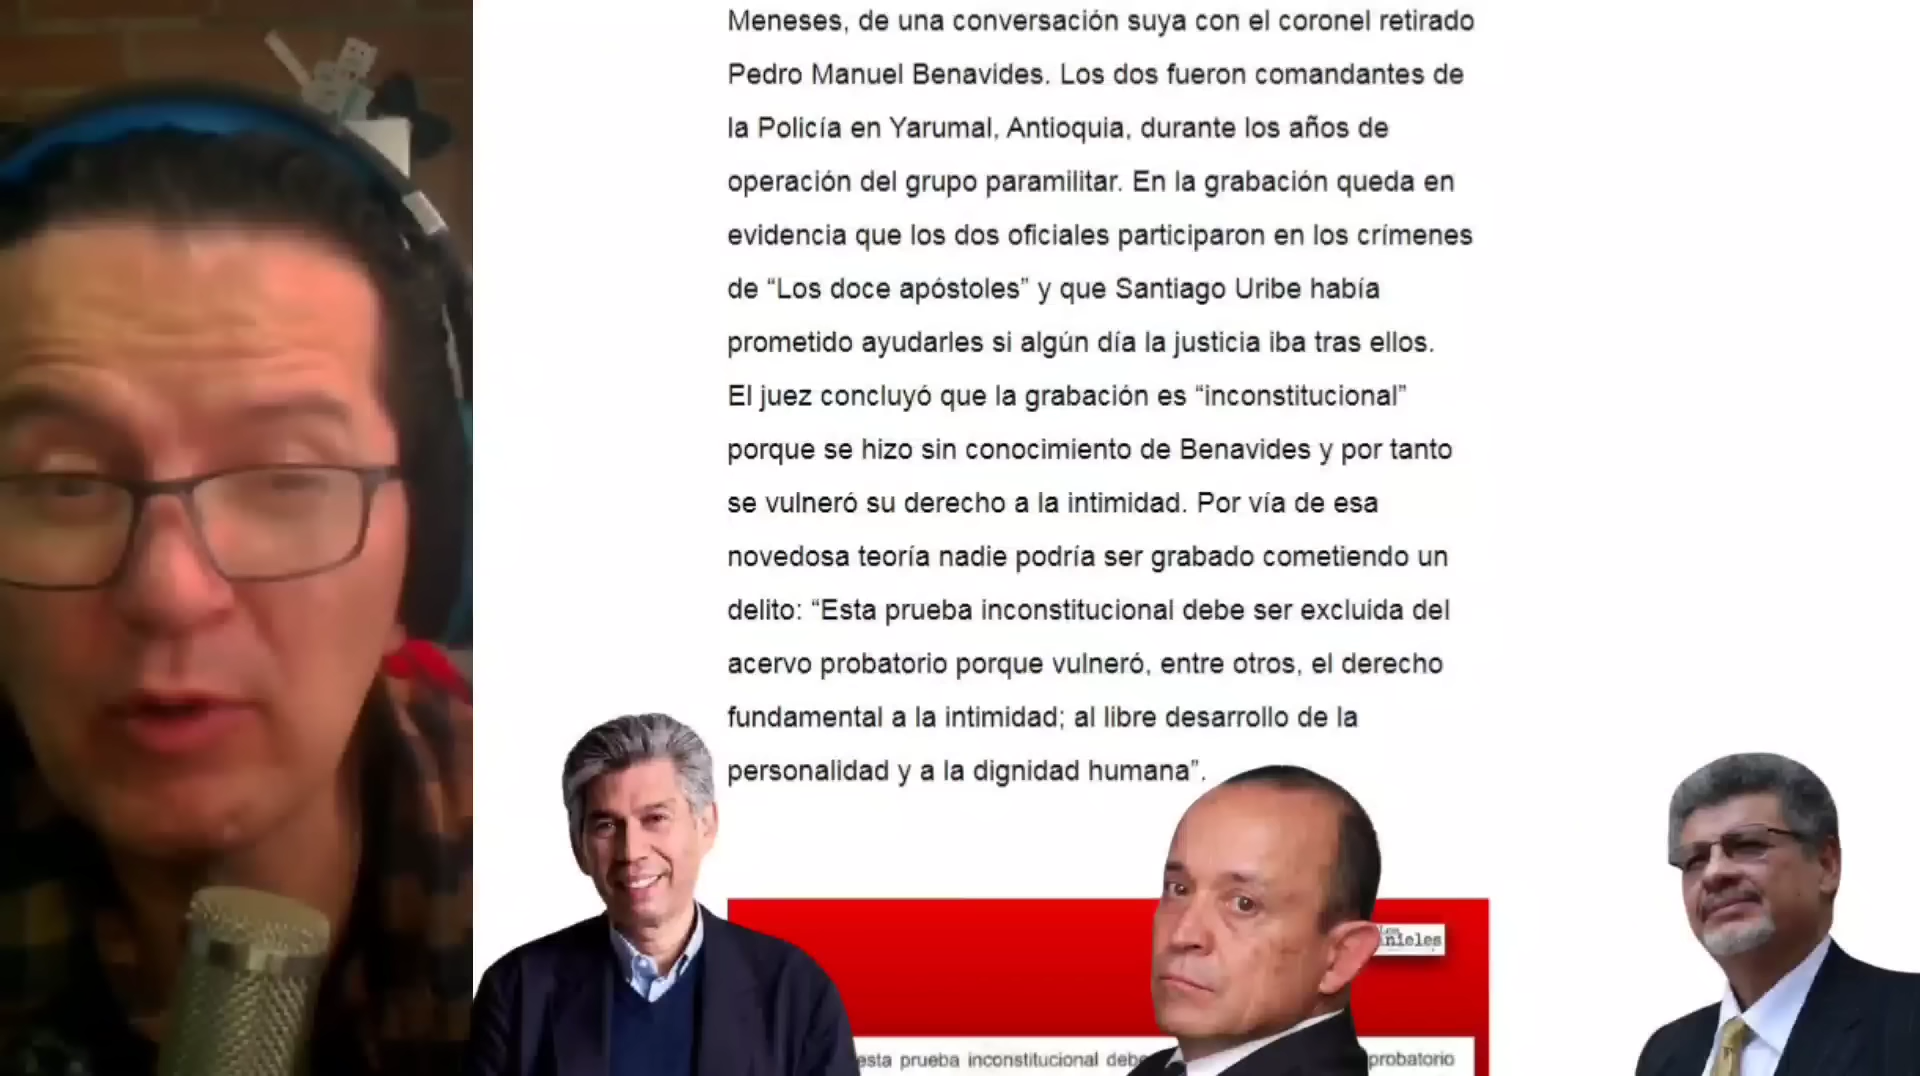 Meneses, de una conversación suya con el coronel retirado
Pedro Manuel Benavides. Los dos fueron comandantes de
la Policía en Yarumal, Antioquia, durante los años de
operación del grupo paramilitar. En la grabación queda en
evidencia que los dos oficiales participaron en los crímenes
de “Los doce apóstoles” y que Santiago Uribe había
prometido ayudarles si algún día la justicia iba tras ellos.
El juez concluyó que la grabación es “inconstitucional”
porque se hizo sin conocimiento de Benavides y por tanto
se vulneró su derecho a la intimidad. Por vía de esa
novedosa teoría nadie podría ser grabado cometiendo un
delito: “Esta prueba inconstitucional debe ser excluida del
acervo probatorio porque vulneró, entre otros, el derecho
fundamental a la intimidad; al libre desarrollo de la
personalidad y a la dignidad humana”.
esta prueba inconstitucional probatorio